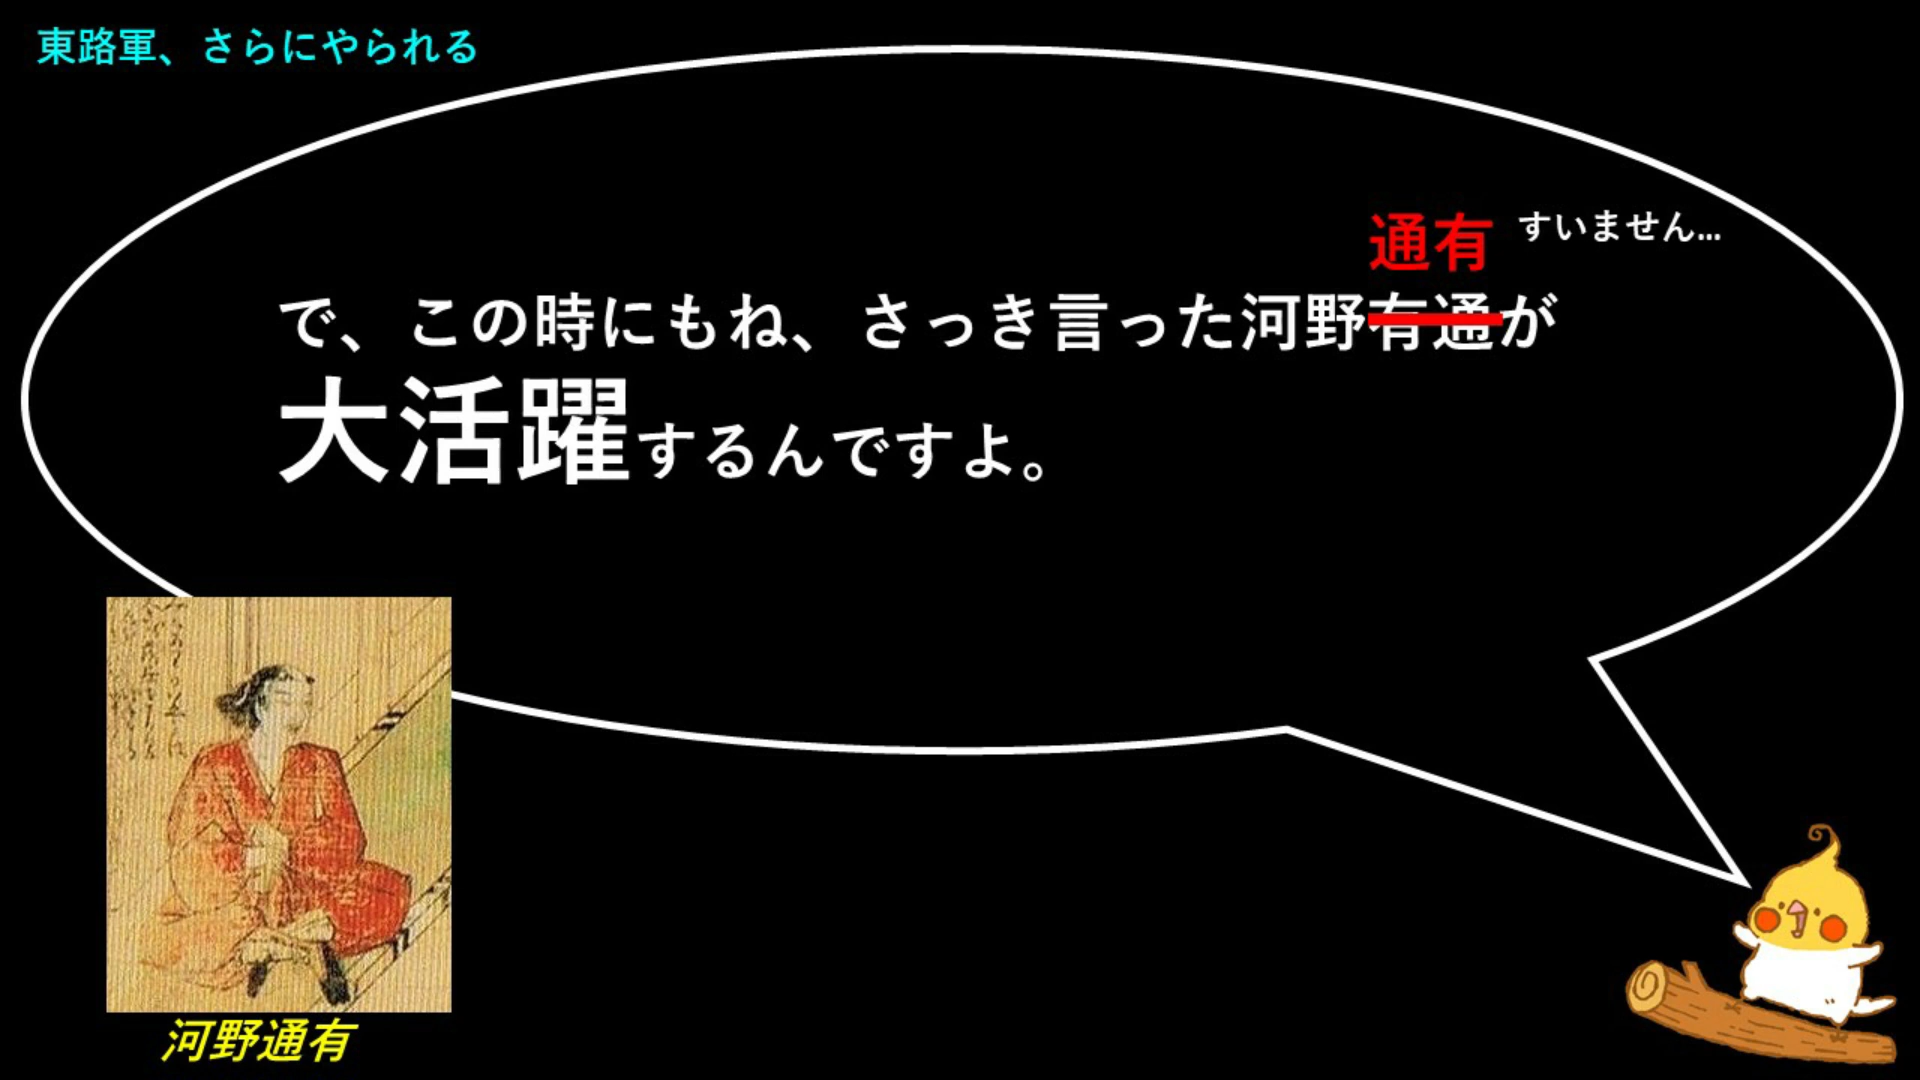 東路軍、さらにやられる
通有 すいません...
で、この時にもね、さっき言った河野有通が
大活躍するんですよ。
河野通有